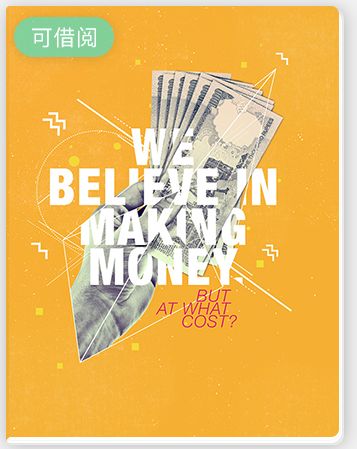 可借阅
WE
BELIEVE IN
MAKING
MONEY.
BUT
AT WHAT
COST?